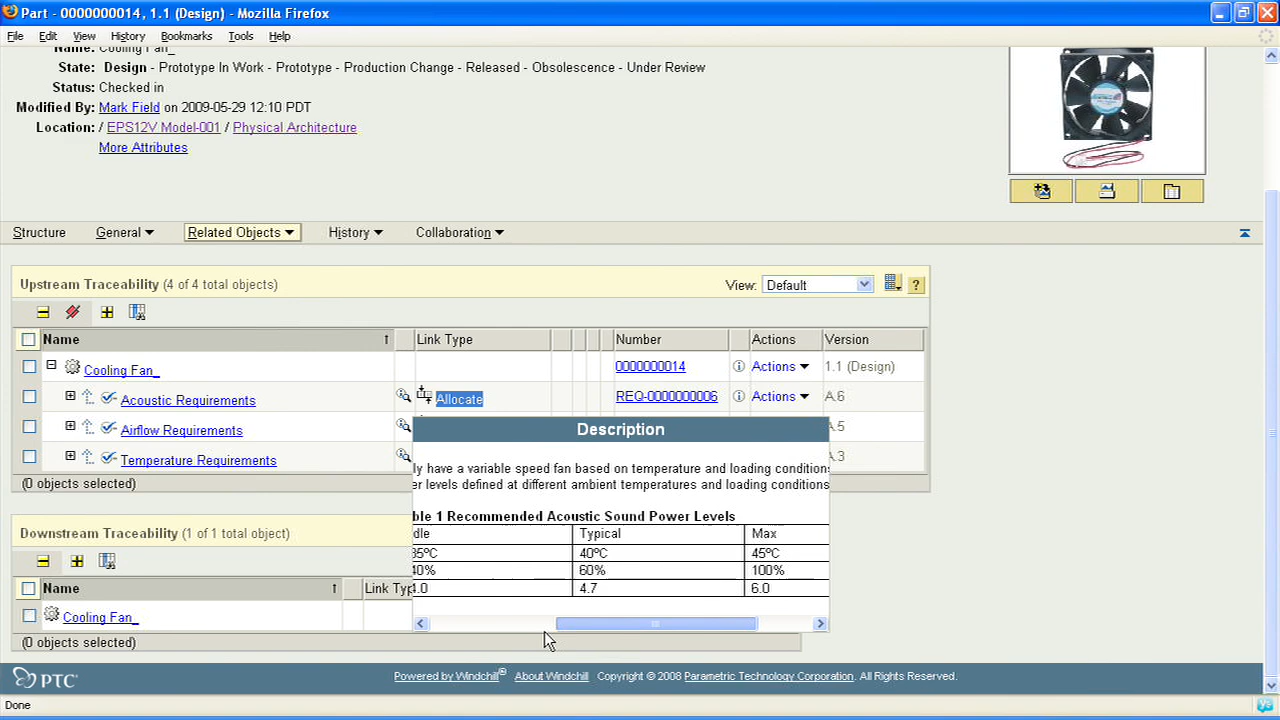 Part - 0000000014, 1.1 (Design) - Mozilla Firefox
File Edit View History Bookmarks Tools Help
Name: Cooling Fan_
State: Design - Prototype In Work - Prototype - Production Change - Released - Obsolescence - Under Review
Status: Checked in
Modified By: Mark Field on 2009-05-29 12:10 PDT
Location: / EPS12V Model-001 / Physical Architecture
More Attributes
Structure General Related Objects History Collaboration
Upstream Traceability (4 of 4 total objects) View: Default ?
Name Link Type Number Actions Version
Cooling Fan_ 0000000014 Actions 1.1 (Design)
Acoustic Requirements Allocate REQ-0000000006 Actions A.6
Airflow Requirements A.5
Temperature Requirements A.3
(0 objects selected)
Description
ly have a variable speed fan based on temperature and loading conditions
er levels defined at different ambient temperatures and loading conditions
ble 1 Recommended Acoustic Sound Power Levels
dle Typical Max
35ºC 40ºC 45ºC
40% 60% 100%
4.0 4.7 6.0
Downstream Traceability (1 of 1 total object)
Name Link Typ
Cooling Fan_
(0 objects selected)
PTC Powered by Windchill® About Windchill Copyright © 2008 Parametric Technology Corporation. All Rights Reserved.
Done